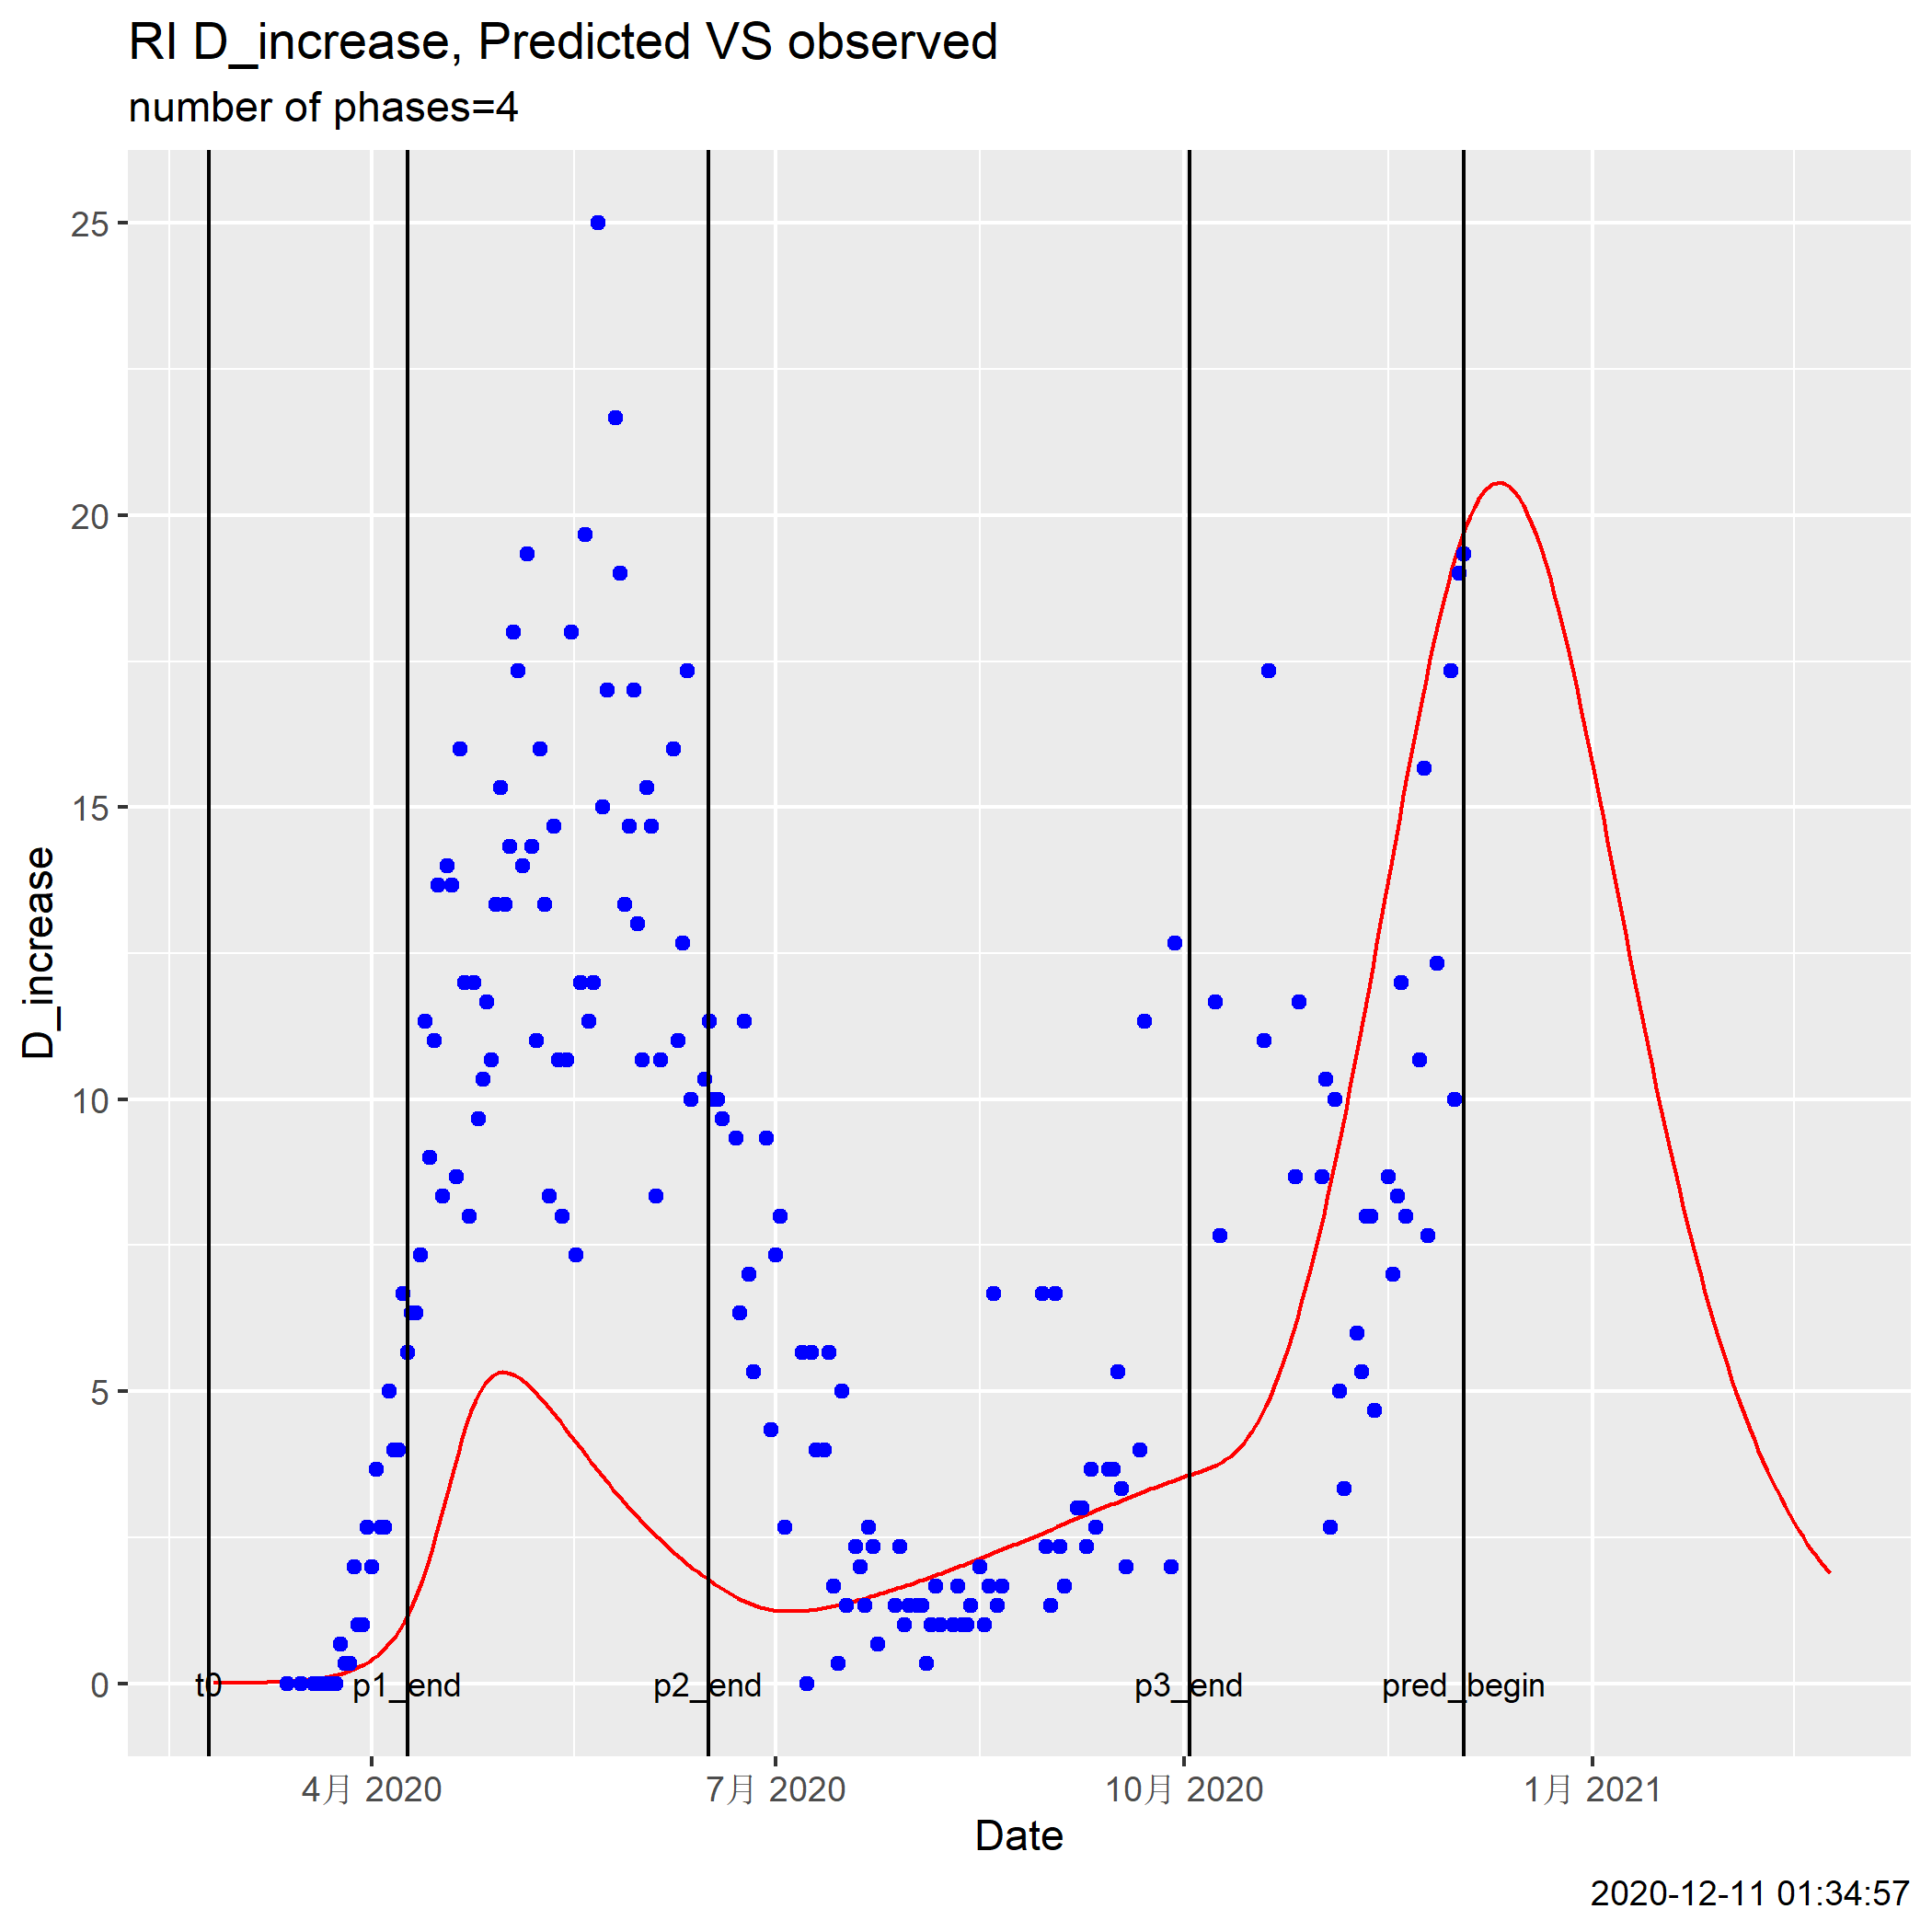 RI D_increase, Predicted VS observed
number of phases=4
25
20
15
10
5
0
D_increase
t0
p1_end
p2_end
p3_end
pred_begin
4月 2020
7月 2020
10月 2020
1月 2021
Date
2020-12-11 01:34:57